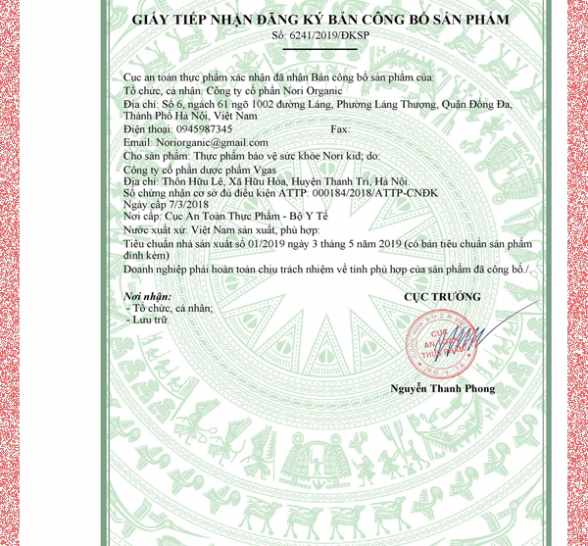 GIẤY TIẾP NHẬN ĐĂNG KÝ BẢN CÔNG BỐ SẢN PHẨM
Số: 6241/2019/ĐKSP
Cục an toàn thực phẩm xác nhận đã nhận Bản công bố sản phẩm của:
Tổ chức, cá nhân: Công ty cổ phần Nori Organic
Địa chỉ: Số 6, ngách 61 ngõ 1002 đường Láng, Phường Láng Thượng, Quận Đống Đa,
Thành Phố Hà Nội, Việt Nam
Điện thoại: 0945987345 Fax:
Email: Noriorganic@gmail.com
Cho sản phẩm: Thực phẩm bảo vệ sức khỏe Nori kid; do:
Công ty cổ phần dược phẩm Vgas
Địa chỉ: Thôn Hữu Lê, Xã Hữu Hòa, Huyện Thanh Trì, Hà Nội
Số chứng nhận cơ sở đủ điều kiện ATTP: 000184/2018/ATTP-CNĐK
Ngày cấp 7/3/2018
Nơi cấp: Cục An Toàn Thực Phẩm - Bộ Y Tế
Nước xuất xứ: Việt Nam sản xuất, phù hợp:
Tiêu chuẩn nhà sản xuất số 01/2019 ngày 3 tháng 5 năm 2019 (có bản tiêu chuẩn sản phẩm
đính kèm)
Doanh nghiệp phải hoàn toàn chịu trách nhiệm về tính phù hợp của sản phẩm đã công bố./.
Nơi nhận: CỤC TRƯỞNG
- Tổ chức, cá nhân;
- Lưu trữ
CỤC
AN TOÀN
THỰC PHẨM
Nguyễn Thanh Phong